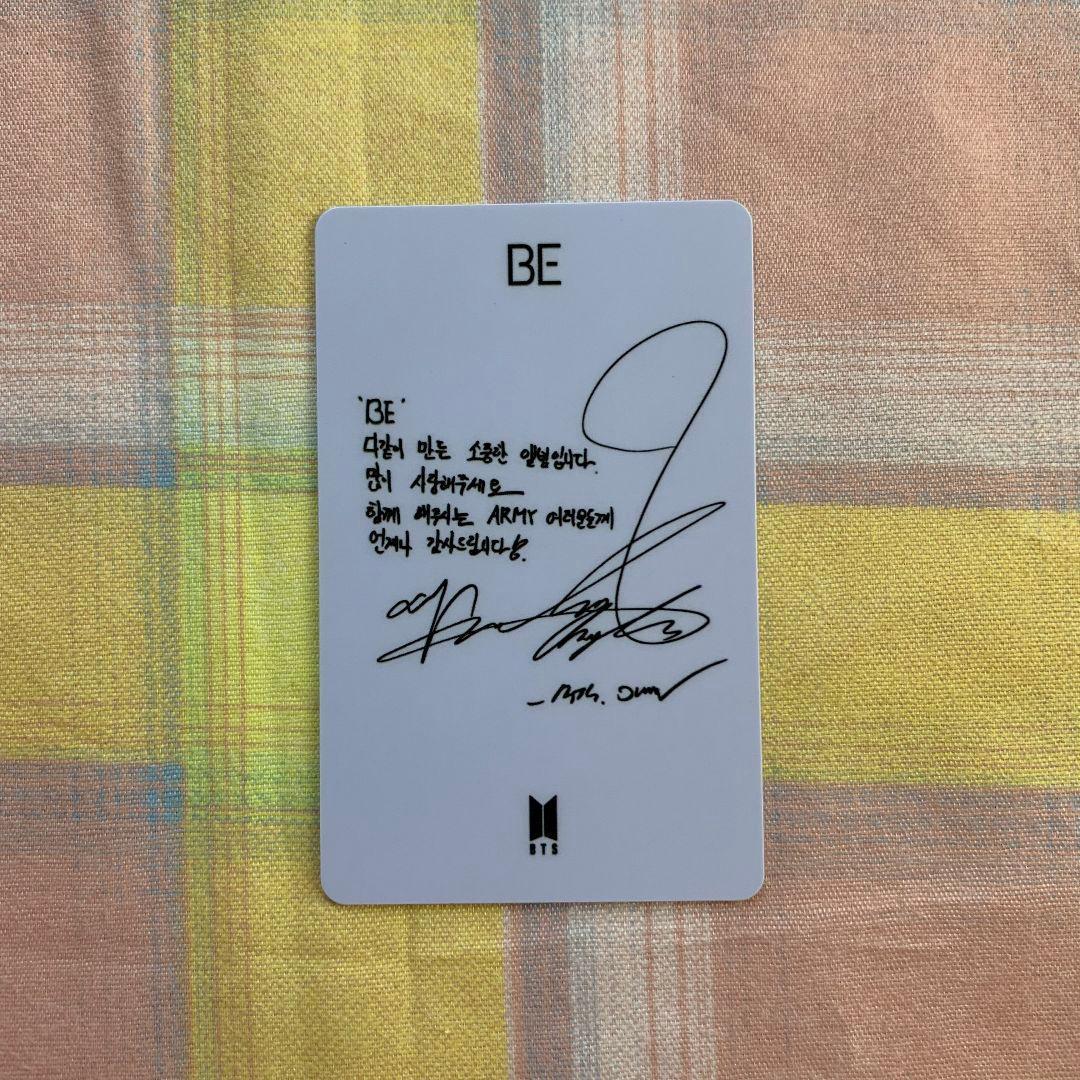 BE
'BE'
다같이 만든 소중한 앨범입니다.
많이 사랑해주세요
함께 해주시는 ARMY 여러분들께
언제나 감사드립니다
BTS